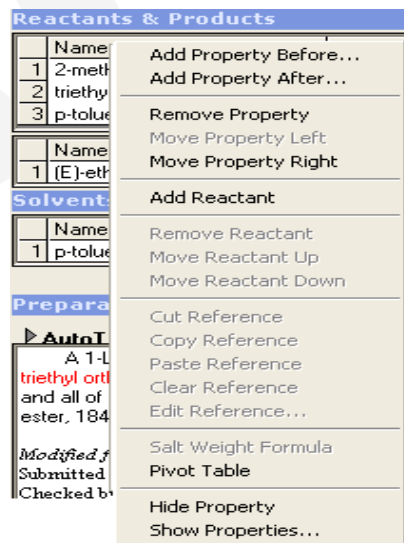 Reactants & Products
Name
1 2-meth
2 triethy
3 p-tolue
Name
1 (E)-eth
Solvent
Name
1 p-tolue
Prepara
AutoT
A 1-L
triethyl ort
and all of
ester, 184
Modified f
Submitted
Checked b
Add Property Before...
Add Property After...
Remove Property
Move Property Left
Move Property Right
Add Reactant
Remove Reactant
Move Reactant Up
Move Reactant Down
Cut Reference
Copy Reference
Paste Reference
Clear Reference
Edit Reference...
Salt Weight Formula
Pivot Table
Hide Property
Show Properties...